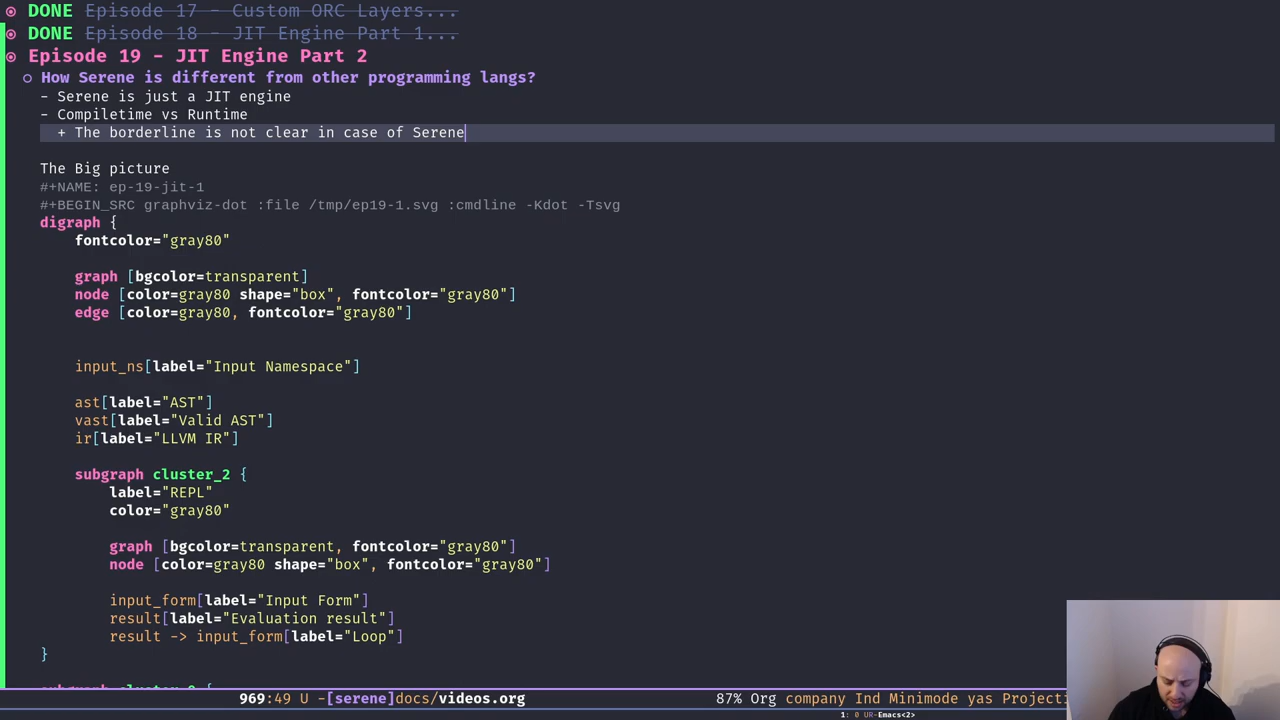 DONE Episode 17 - Custom ORC Layers...
DONE Episode 18 - JIT Engine Part 1...
Episode 19 - JIT Engine Part 2
How Serene is different from other programming langs?
- Serene is just a JIT engine
- Compiletime vs Runtime
+ The borderline is not clear in case of Serene
The Big picture
#+NAME: ep-19-jit-1
#+BEGIN_SRC graphviz-dot :file /tmp/ep19-1.svg :cmdline -Kdot -Tsvg
digraph {
fontcolor="gray80"
graph [bgcolor=transparent]
node [color=gray80 shape="box", fontcolor="gray80"]
edge [color=gray80, fontcolor="gray80"]
input_ns[label="Input Namespace"]
ast[label="AST"]
vast[label="Valid AST"]
ir[label="LLVM IR"]
subgraph cluster_2 {
label="REPL"
color="gray80"
graph [bgcolor=transparent, fontcolor="gray80"]
node [color=gray80 shape="box", fontcolor="gray80"]
input_form[label="Input Form"]
result[label="Evaluation result"]
result -> input_form[label="Loop"]
}
969:49 U -[serene]docs/videos.org 87% Org company Ind Minimode yas Projecti
1: 0 UR-Emacs<2>